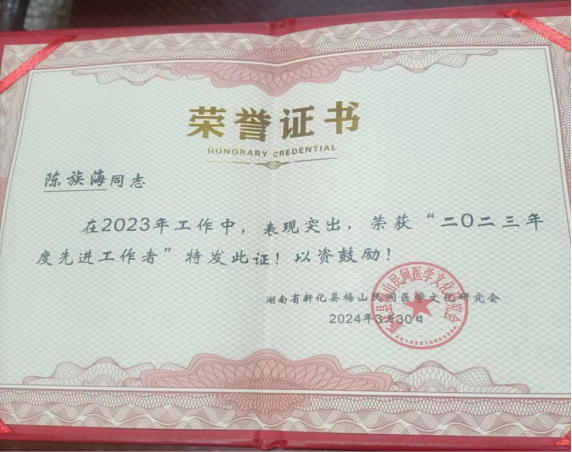 荣誉证书
HONORARY CREDENTIAL
陈族海同志
在2023年工作中，表现突出，荣获“二〇二三年
度先进工作者”特发此证！以资鼓励！
湖南省新化县梅山民间医学文化研究会
2024年3月30日